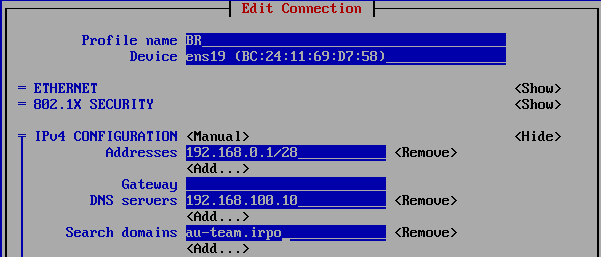 Edit Connection
Profile name BR
Device ens19 (BC:24:11:69:D7:58)
= ETHERNET <Show>
= 802.1X SECURITY <Show>
IPv4 CONFIGURATION <Manual> <Hide>
Addresses 192.168.0.1/28 <Remove>
<Add...>
Gateway
DNS servers 192.168.100.10 <Remove>
<Add...>
Search domains au-team.irpo <Remove>
<Add...>